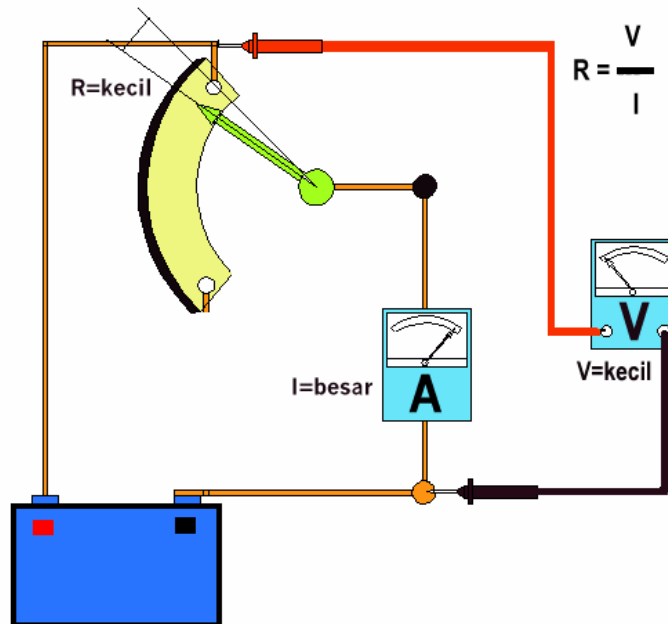 V
R =
I
R=kecil
V
V=kecil
I=besar
A